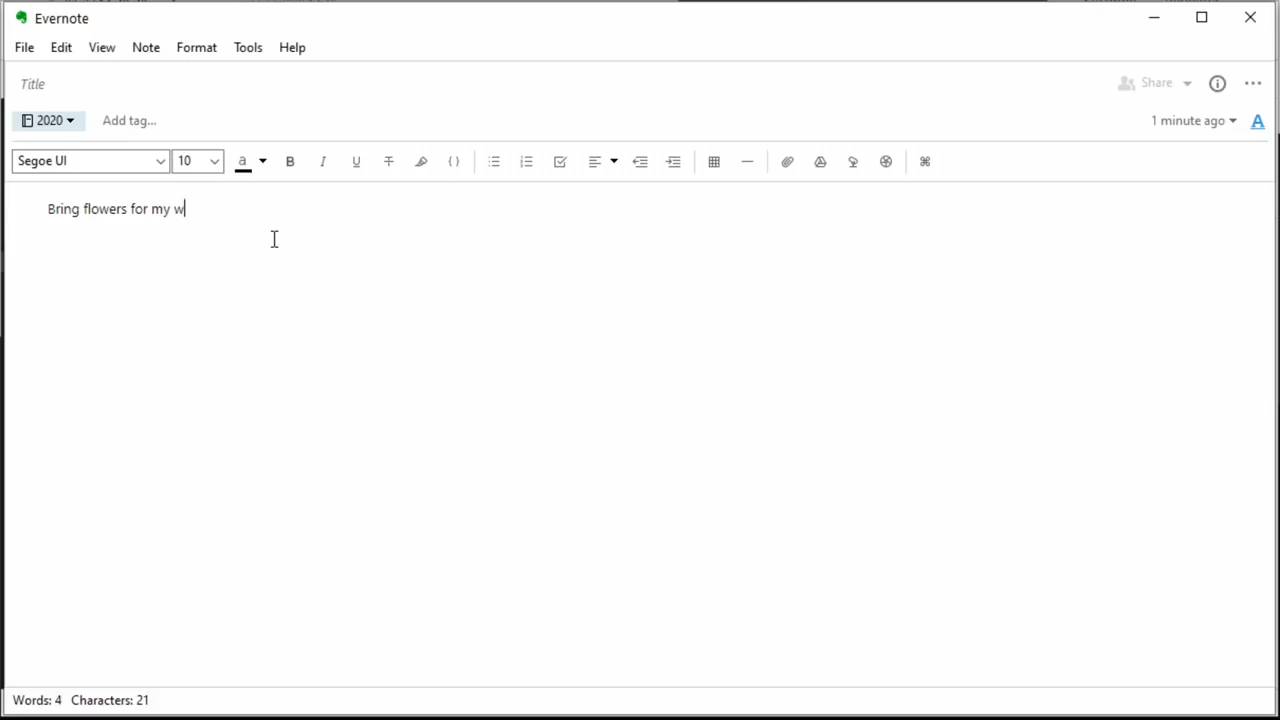 Evernote
File Edit View Note Format Tools Help
Title Share
2020 Add tag... 1 minute ago A
Segoe UI 10 a B I U T { }
Bring flowers for my w
Words: 4 Characters: 21